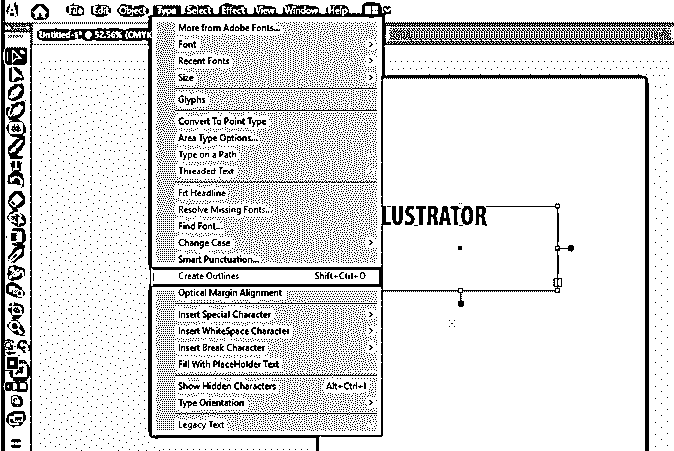 File Edit Object Type Select Effect View Window Help
Untitled-1* @ 52.56% (CMYK
More from Adobe Fonts...
Font
Recent Fonts
Size
Glyphs
Convert To Point Type
Area Type Options...
Type on a Path
Threaded Text
Fit Headline
Resolve Missing Fonts...
Find Font...
Change Case
Smart Punctuation...
Create Outlines Shift+Ctrl+O
Optical Margin Alignment
Insert Special Character
Insert WhiteSpace Character
Insert Break Character
Fill With PlaceHolder Text
Show Hidden Characters Alt+Ctrl+I
Type Orientation
Legacy Text
LUSTRATOR